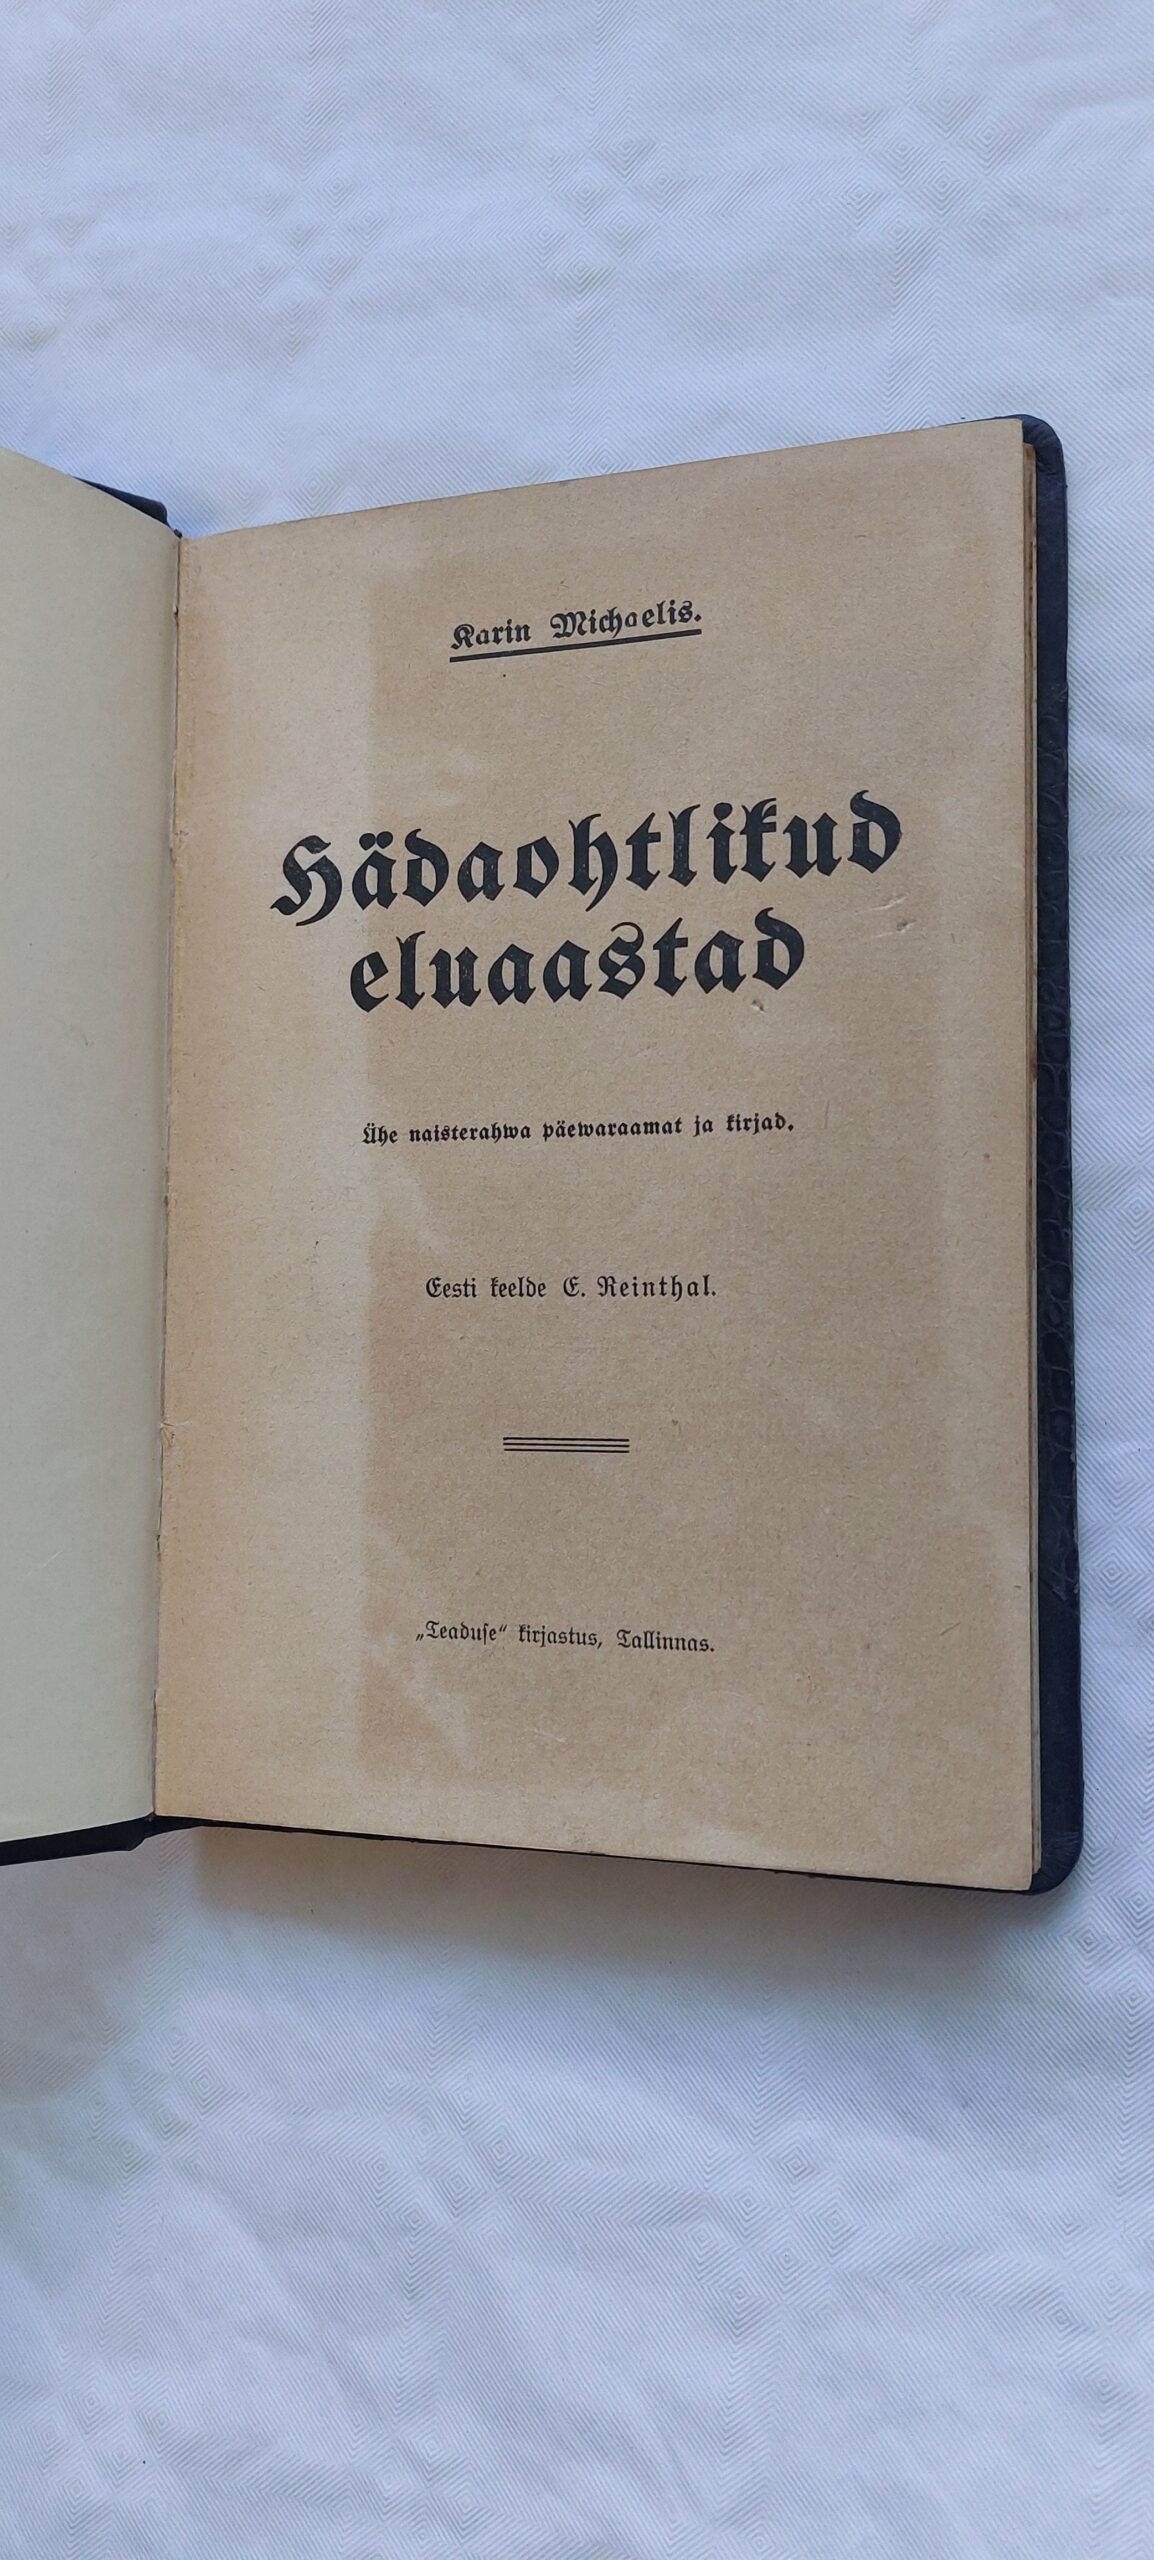 Karin Michaelis.
Hädaohtlikud
eluaastad
Ühe naisterahwa päewaraamat ja kirjad.
Eesti keelde E. Reinthal.
„Teaduse“ kirjastus, Tallinnas.